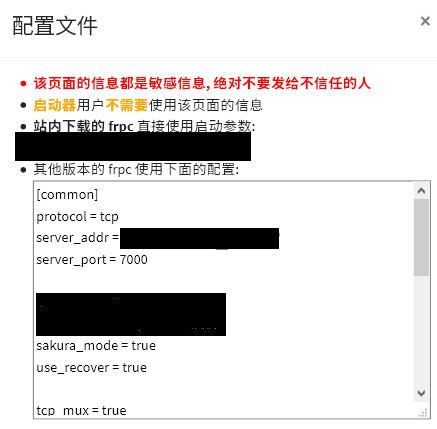 配置文件
×
该页面的信息都是敏感信息, 绝对不要发给不信任的人
启动器用户不需要使用该页面的信息
站内下载的 frpc 直接使用启动参数:
其他版本的 frpc 使用下面的配置:
[common]
protocol = tcp
server_addr =
server_port = 7000
sakura_mode = true
use_recover = true
tcp_mux = true